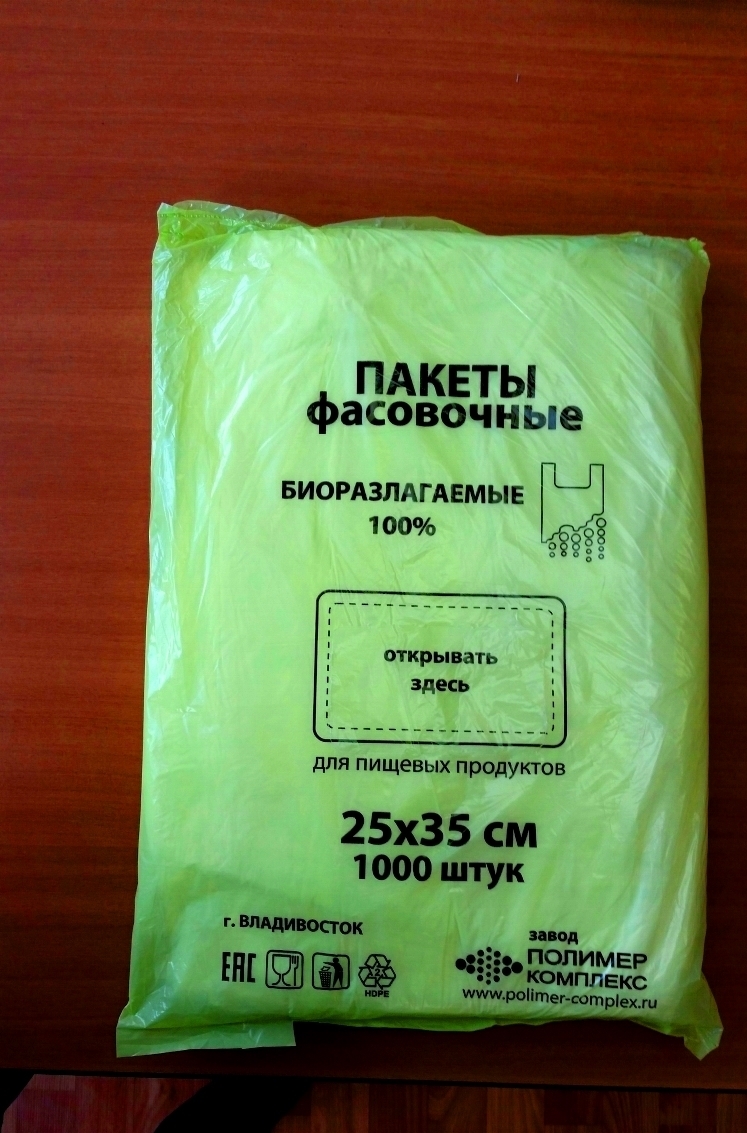 ПАКЕТЫ
фасовочные
БИОРАЗЛАГАЕМЫЕ
100%
открывать
здесь
для пищевых продуктов
25х35 см
1000 штук
г. ВЛАДИВОСТОК
EAC
2
HDPE
завод
ПОЛИМЕР
КОМПЛЕКС
www.polimer-complex.ru